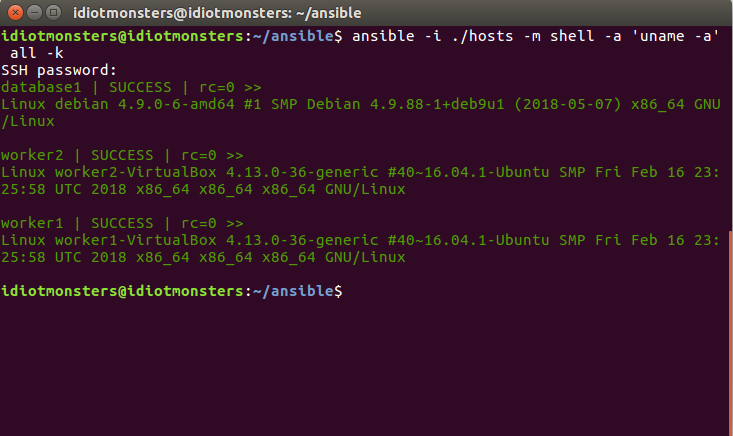 idiotmonsters@idiotmonsters: ~/ansible
idiotmonsters@idiotmonsters:~/ansible$ ansible -i ./hosts -m shell -a 'uname -a'
 all -k
SSH password:
database1 | SUCCESS | rc=0 >>
Linux debian 4.9.0-6-amd64 #1 SMP Debian 4.9.88-1+deb9u1 (2018-05-07) x86_64 GNU
/Linux

worker2 | SUCCESS | rc=0 >>
Linux worker2-VirtualBox 4.13.0-36-generic #40~16.04.1-Ubuntu SMP Fri Feb 16 23:
25:58 UTC 2018 x86_64 x86_64 x86_64 GNU/Linux

worker1 | SUCCESS | rc=0 >>
Linux worker1-VirtualBox 4.13.0-36-generic #40~16.04.1-Ubuntu SMP Fri Feb 16 23:
25:58 UTC 2018 x86_64 x86_64 x86_64 GNU/Linux

idiotmonsters@idiotmonsters:~/ansible$